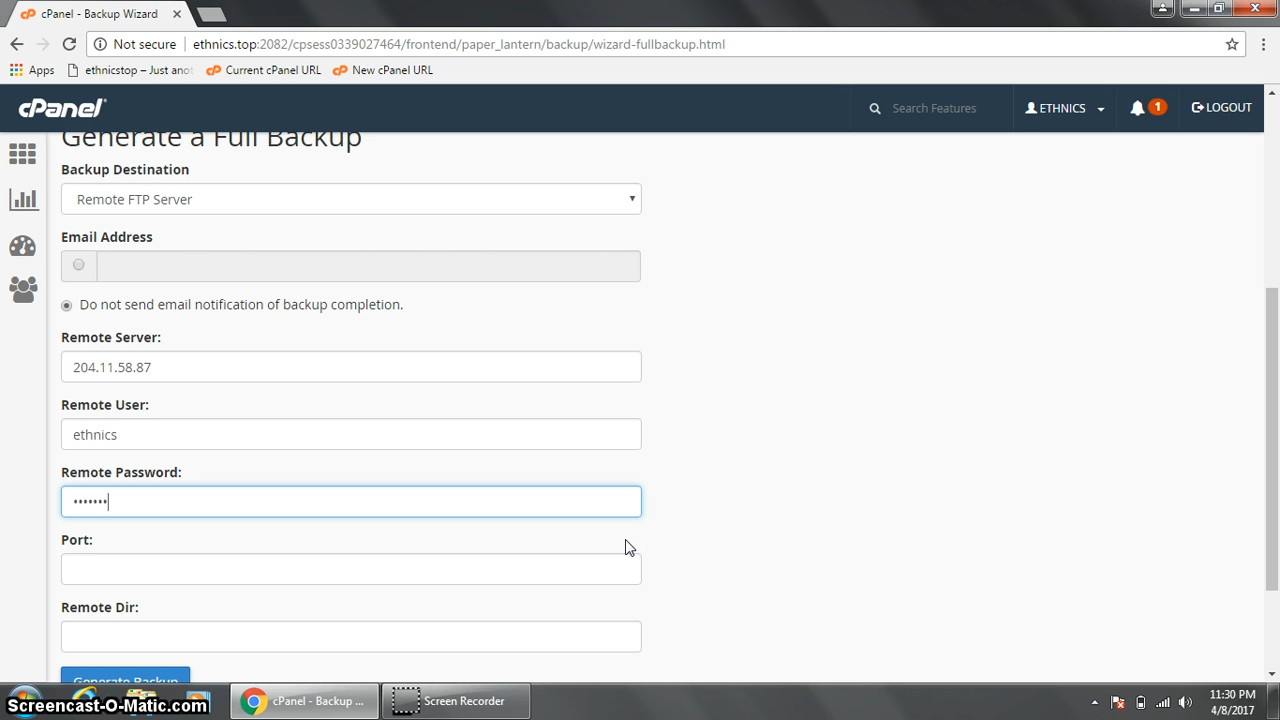 cPanel - Backup Wizard
Not secure
ethnics.top:2082/cpsess0339027464/frontend/paper_lantern/backup/wizard-fullbackup.html
Apps
ethnicstop – Just ano
Current cPanel URL
New cPanel URL
cPanel
Search Features
ETHNICS
1
LOGOUT
Generate a Full Backup
Backup Destination
Remote FTP Server
Email Address
Do not send email notification of backup completion.
Remote Server:
204.11.58.87
Remote User:
ethnics
Remote Password:
•••••••
Port:
Remote Dir:
Generate Backup
cPanel - Backup ...
Screen Recorder
11:30 PM
4/8/2017
Screencast-O-Matic.com